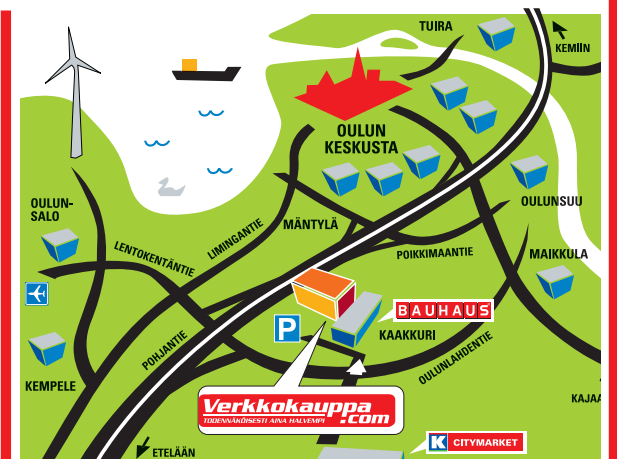 TUIRA
KEMIIN
OULUN
KESKUSTA
OULUN-
SALO
MÄNTYLÄ
OULUNSUU
LIMINGANTIE
LENTOKENTÄNTIE
POIKKIMAANTIE
MAIKKULA
BAUHAUS
P
KAAKKURI
POHJANTIE
OULUNLAHDENTIE
KEMPELE
KAJAA
Verkkokauppa
.com
TODENNÄKÖISESTI AINA HALVEMPI
K CITYMARKET
ETELÄÄN